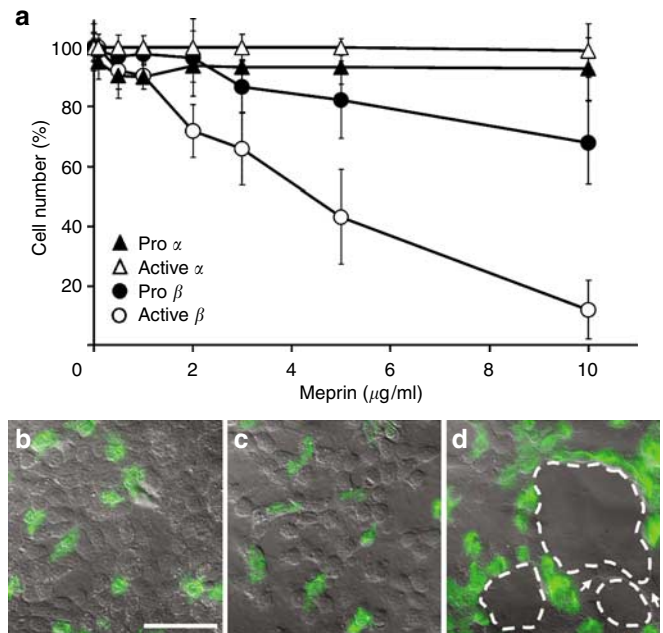 a
100
80
60
40
20
0
Cell number (%)
Pro α
Active α
Pro β
Active β
0 2 4 6 8 10
Meprin (μg/ml)
b
c
d